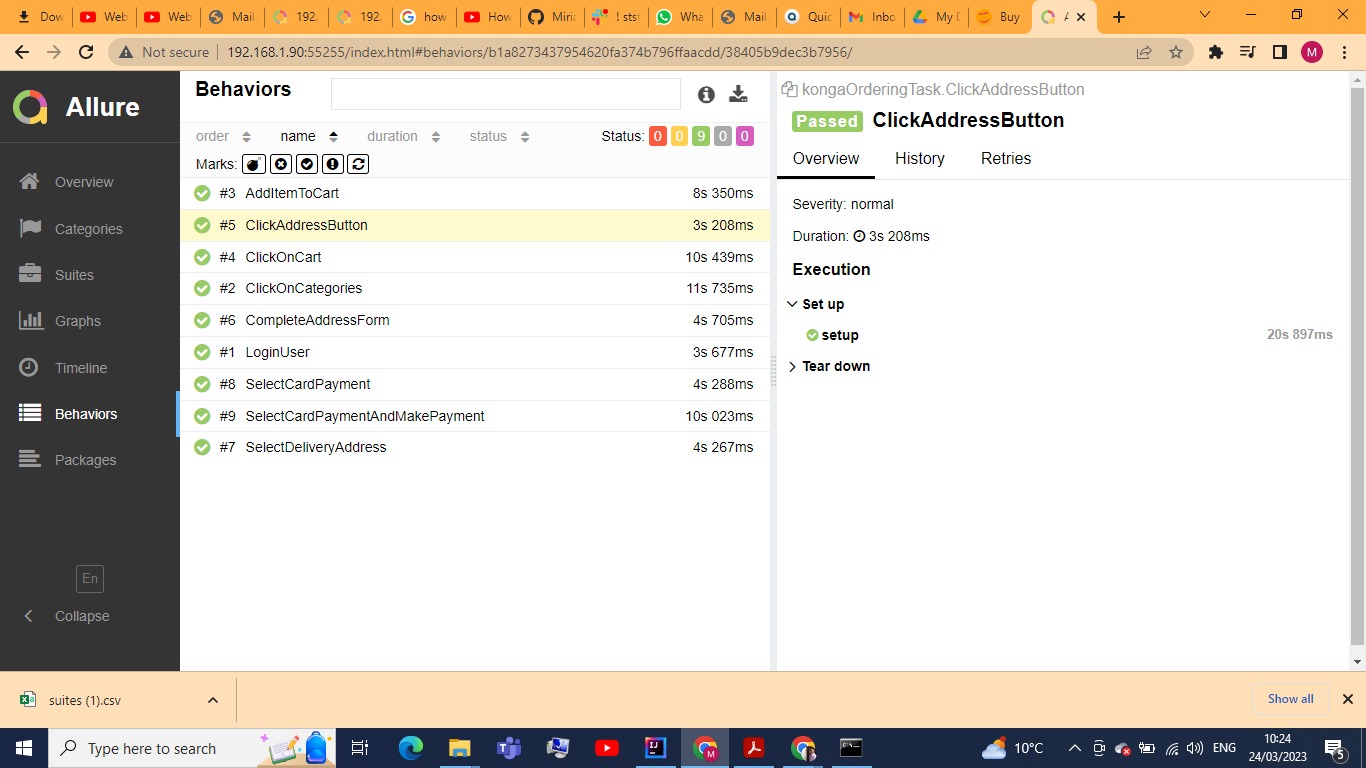 Dow
Web
Web
Mail
192.
192.
how
How
Miria
! stst
Wha
Mail
Quic
Inbo
My D
Buy
Not secure 192.168.1.90:55255/index.html#behaviors/b1a8273437954620fa374b796ffaacdd/38405b9dec3b7956/
M
Allure
Overview
Categories
Suites
Graphs
Timeline
Behaviors
Packages
En
Collapse
Behaviors
order name duration status Status: 0 0 9 0 0
Marks:
#3 AddItemToCart 8s 350ms
#5 ClickAddressButton 3s 208ms
#4 ClickOnCart 10s 439ms
#2 ClickOnCategories 11s 735ms
#6 CompleteAddressForm 4s 705ms
#1 LoginUser 3s 677ms
#8 SelectCardPayment 4s 288ms
#9 SelectCardPaymentAndMakePayment 10s 023ms
#7 SelectDeliveryAddress 4s 267ms
kongaOrderingTask.ClickAddressButton
Passed ClickAddressButton
Overview History Retries
Severity: normal
Duration: 3s 208ms
Execution
Set up
setup 20s 897ms
Tear down
suites (1).csv
Show all
Type here to search
10°C
ENG
10:24
24/03/2023
5